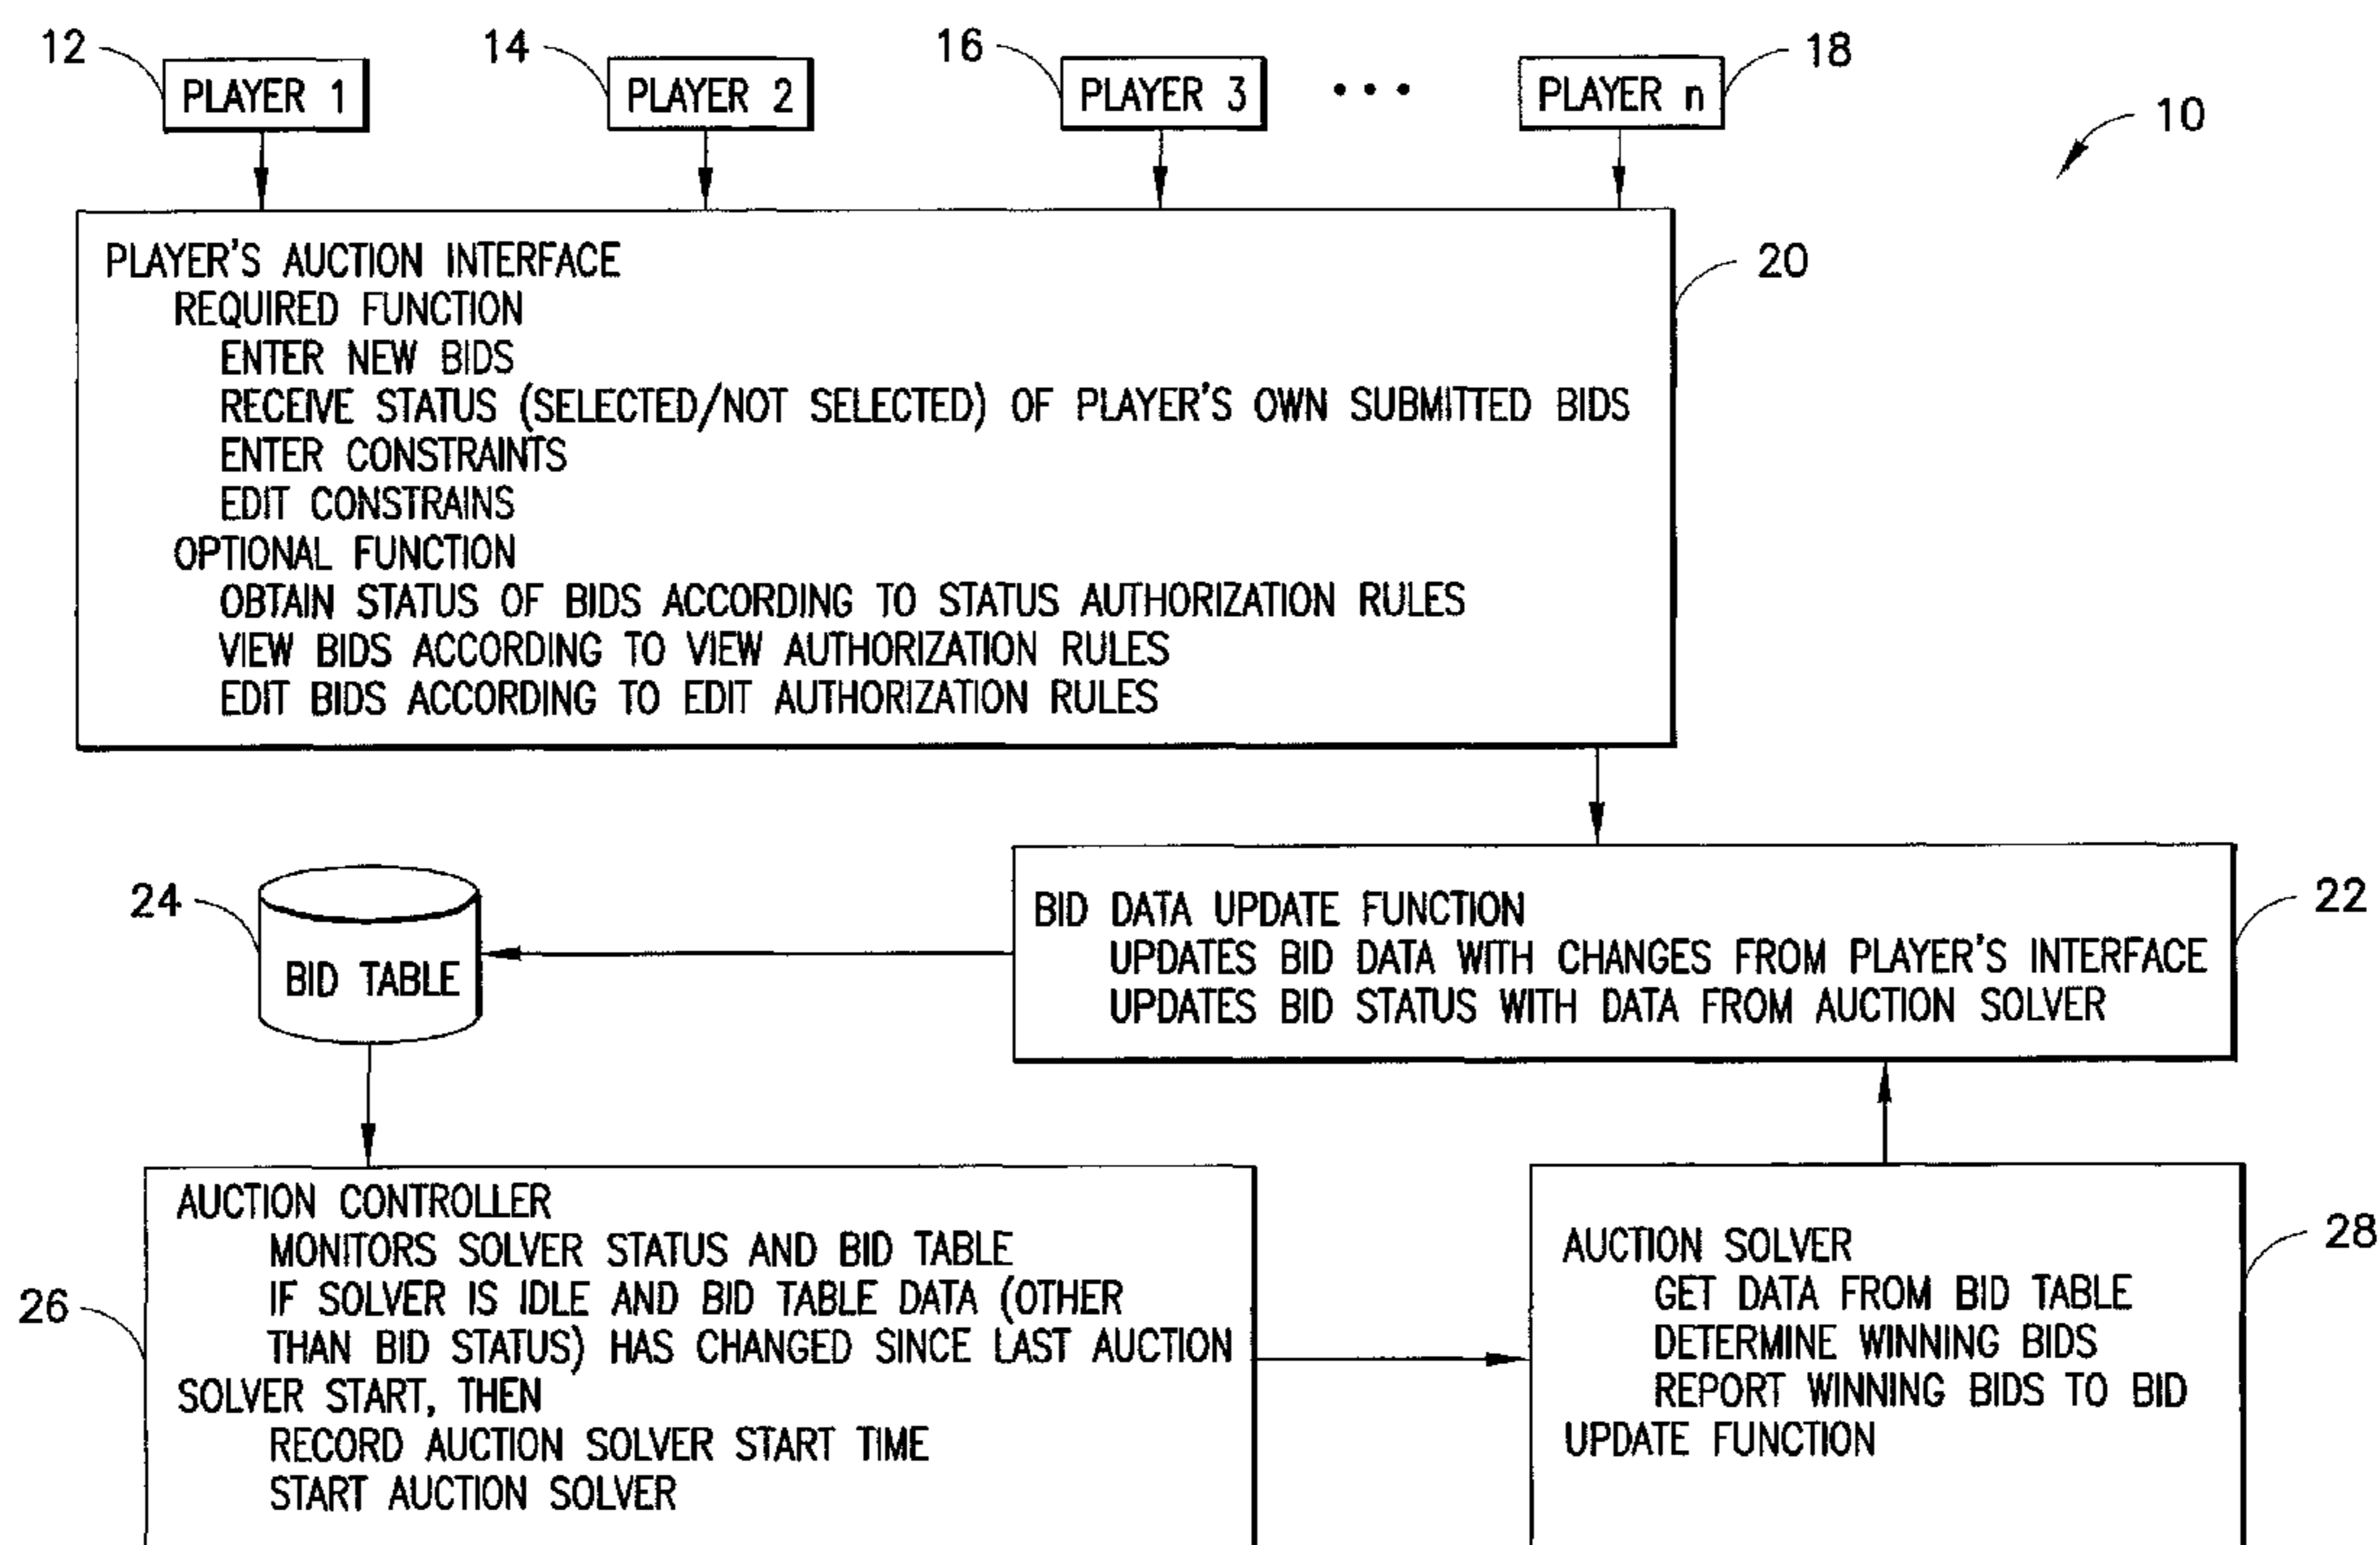 12
14
16
18
PLAYER 1
PLAYER 2
PLAYER 3
• • •
PLAYER n
10
PLAYER'S AUCTION INTERFACE
20
REQUIRED FUNCTION
ENTER NEW BIDS
RECEIVE STATUS (SELECTED/NOT SELECTED) OF PLAYER'S OWN SUBMITTED BIDS
ENTER CONSTRAINTS
EDIT CONSTRAINS
OPTIONAL FUNCTION
OBTAIN STATUS OF BIDS ACCORDING TO STATUS AUTHORIZATION RULES
VIEW BIDS ACCORDING TO VIEW AUTHORIZATION RULES
EDIT BIDS ACCORDING TO EDIT AUTHORIZATION RULES
24
BID TABLE
22
BID DATA UPDATE FUNCTION
UPDATES BID DATA WITH CHANGES FROM PLAYER'S INTERFACE
UPDATES BID STATUS WITH DATA FROM AUCTION SOLVER
26
AUCTION CONTROLLER
MONITORS SOLVER STATUS AND BID TABLE
IF SOLVER IS IDLE AND BID TABLE DATA (OTHER
THAN BID STATUS) HAS CHANGED SINCE LAST AUCTION
SOLVER START, THEN
RECORD AUCTION SOLVER START TIME
START AUCTION SOLVER
28
AUCTION SOLVER
GET DATA FROM BID TABLE
DETERMINE WINNING BIDS
REPORT WINNING BIDS TO BID
UPDATE FUNCTION